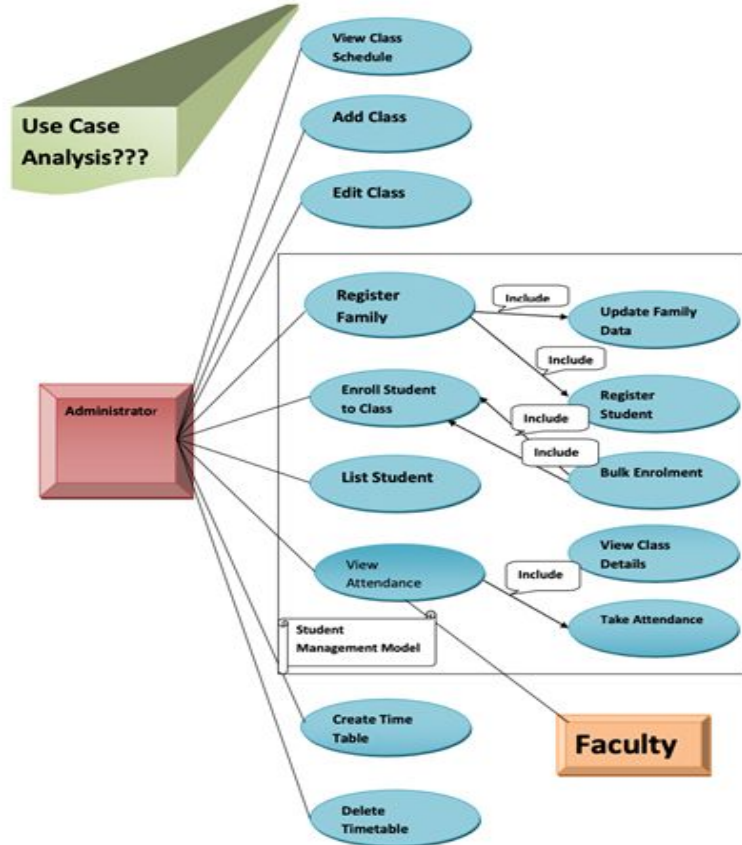 View Class
Schedule
Use Case
Analysis???
Add Class
Edit Class
Register
Family
Include
Update Family
Data
Include
Administrator
Enroll Student
to Class
Register
Student
Include
Include
List Student
Bulk Enrolment
View
Attendance
View Class
Details
Include
Take Attendance
Student
Management Model
Create Time
Table
Faculty
Delete
Timetable